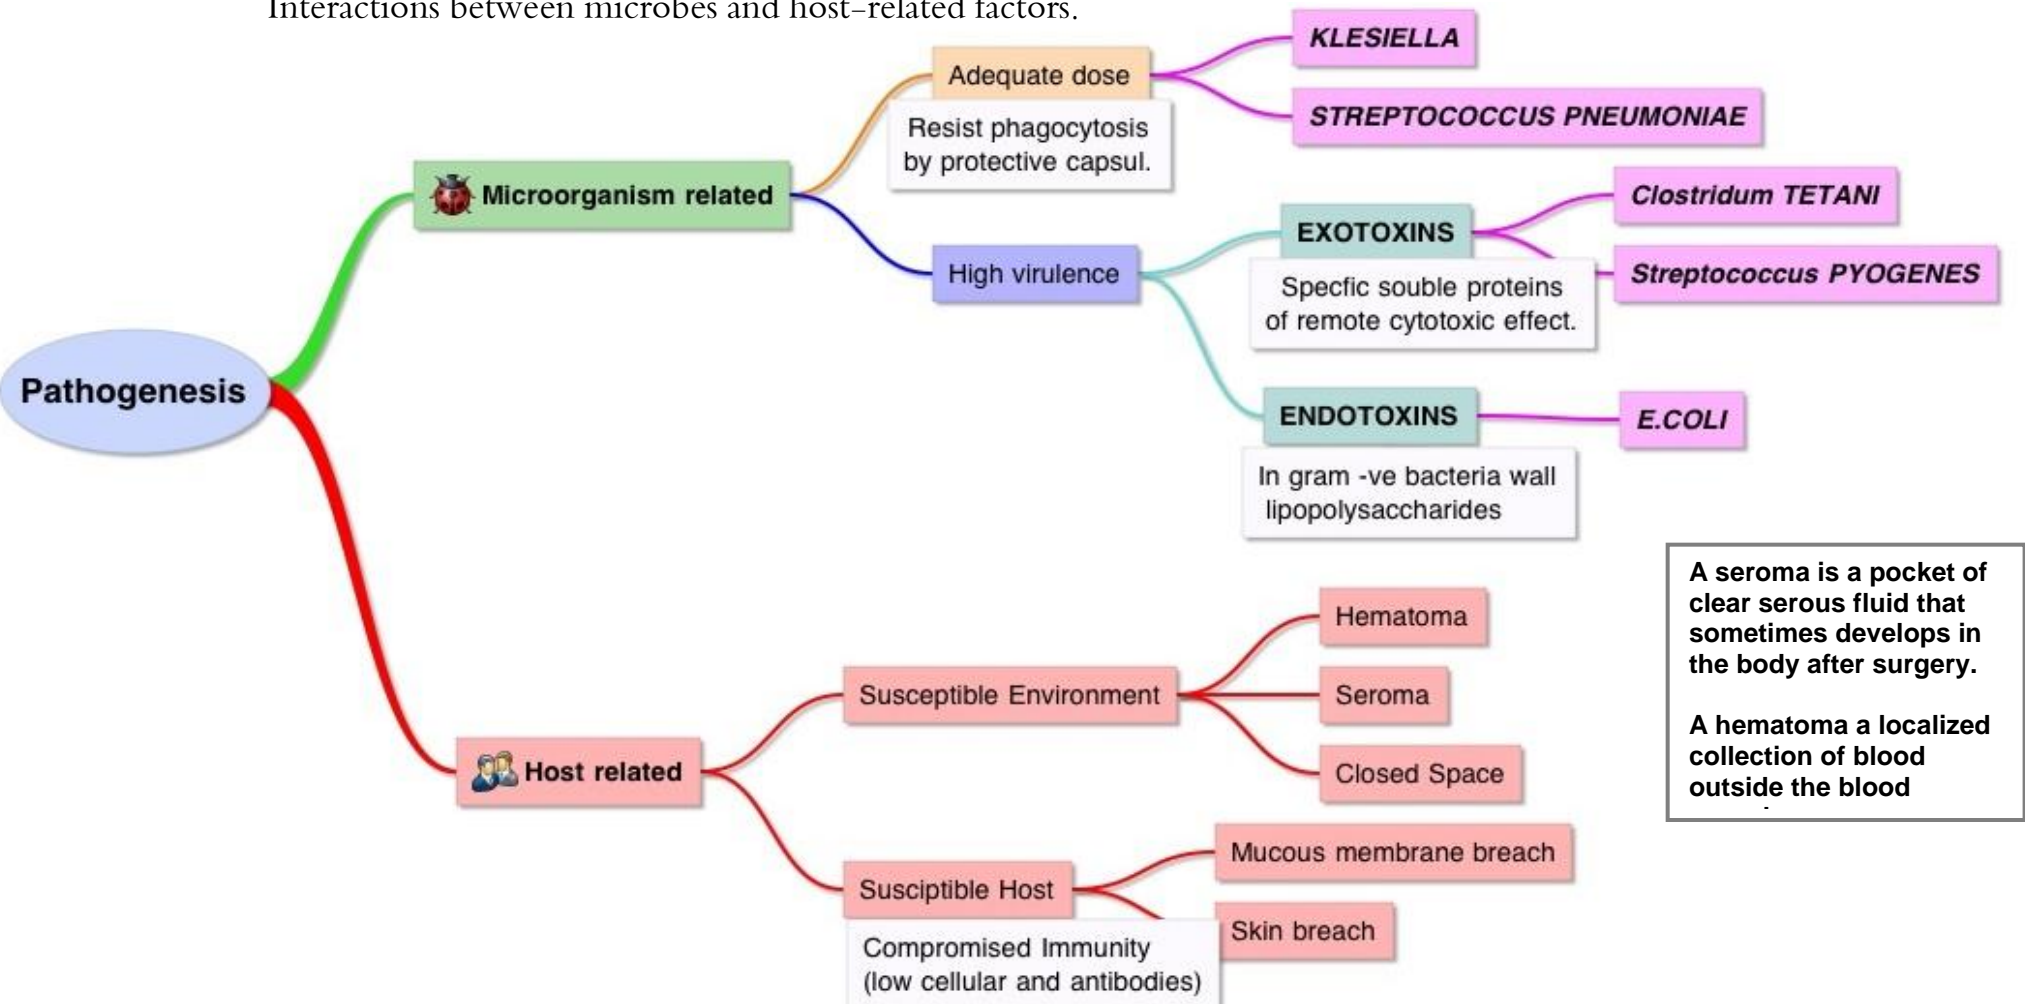 Interactions between microbes and host-related factors.
Pathogenesis
Microorganism related
Adequate dose
Resist phagocytosis
by protective capsul.
KLESIELLA
STREPTOCOCCUS PNEUMONIAE
High virulence
EXOTOXINS
Specfic souble proteins
of remote cytotoxic effect.
Clostridum TETANI
Streptococcus PYOGENES
ENDOTOXINS
In gram -ve bacteria wall
lipopolysaccharides
E.COLI
Host related
Susceptible Environment
Hematoma
Seroma
Closed Space
Susciptible Host
Compromised Immunity
(low cellular and antibodies)
Mucous membrane breach
Skin breach
A seroma is a pocket of
clear serous fluid that
sometimes develops in
the body after surgery.
A hematoma a localized
collection of blood
outside the blood